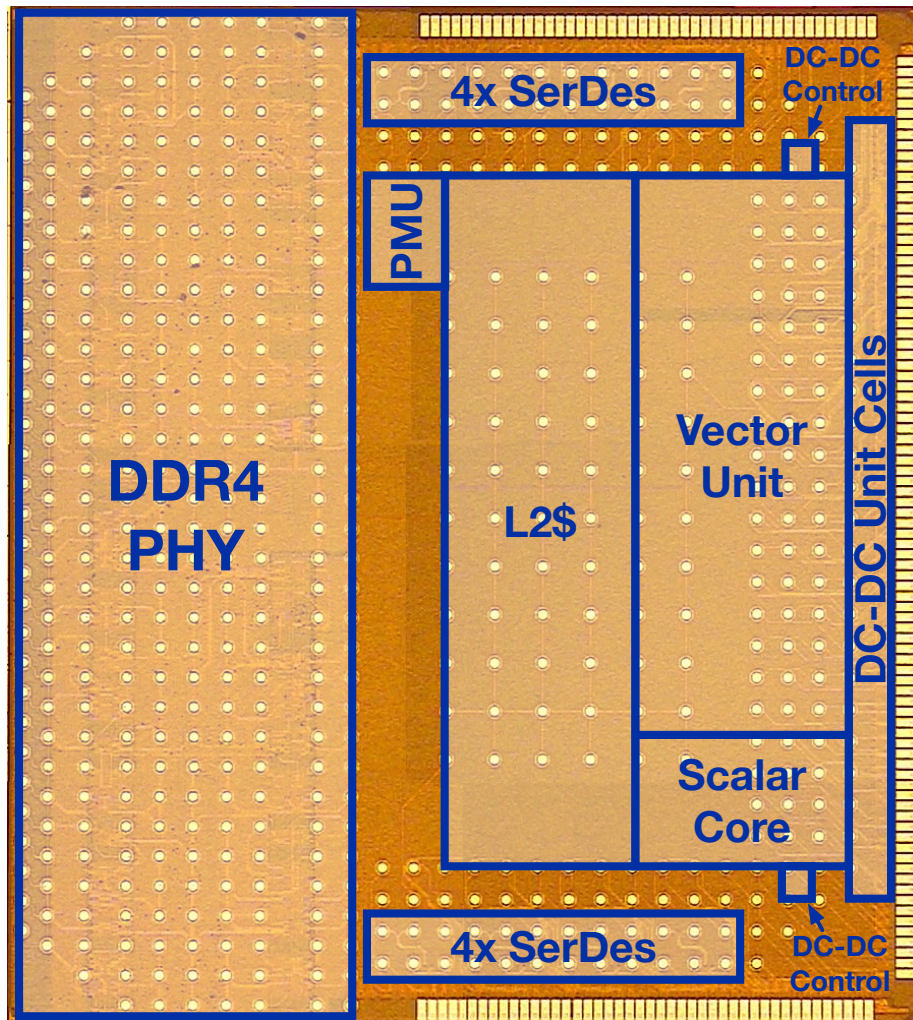 DC-DC
Control
4x SerDes
PMU
DDR4
PHY
L2$
Vector
Unit
DC-DC Unit Cells
Scalar
Core
4x SerDes
DC-DC
Control